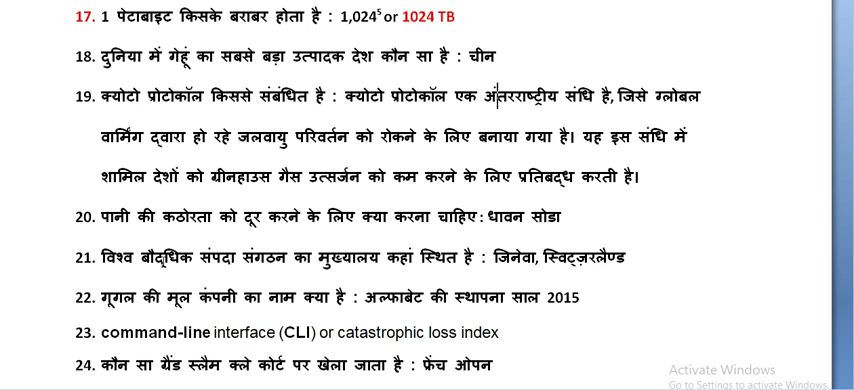 17. 1 पेटाबाइट किसके बराबर होता है : 1,024⁵ or 1024 TB
18. दुनिया में गेहूं का सबसे बड़ा उत्पादक देश कौन सा है : चीन
19. क्योटो प्रोटोकॉल किससे संबंधित है : क्योटो प्रोटोकॉल एक अंतरराष्ट्रीय संधि है, जिसे ग्लोबल
वार्मिंग द्वारा हो रहे जलवायु परिवर्तन को रोकने के लिए बनाया गया है। यह इस संधि में
शामिल देशों को ग्रीनहाउस गैस उत्सर्जन को कम करने के लिए प्रतिबद्ध करती है।
20. पानी की कठोरता को दूर करने के लिए क्या करना चाहिए : धावन सोडा
21. विश्व बौद्धिक संपदा संगठन का मुख्यालय कहां स्थित है : जिनेवा, स्विट्ज़रलैण्ड
22. गूगल की मूल कंपनी का नाम क्या है : अल्फाबेट की स्थापना साल 2015
23. command-line interface (CLI) or catastrophic loss index
24. कौन सा ग्रैंड स्लैम क्ले कोर्ट पर खेला जाता है : फ्रेंच ओपन
Activate Windows
Go to Settings to activate Windows.